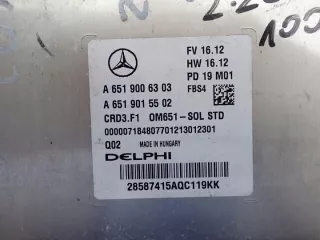 FV 16.12
HW 16.12
PD 19 M01
FBS4
A 651 900 63 03
A 651 901 55 02
CRD3.F1 OM651-SOL STD
000007184807701213012301
Q02 MADE IN HUNGARY
DELPHI
28587415AQC119KK